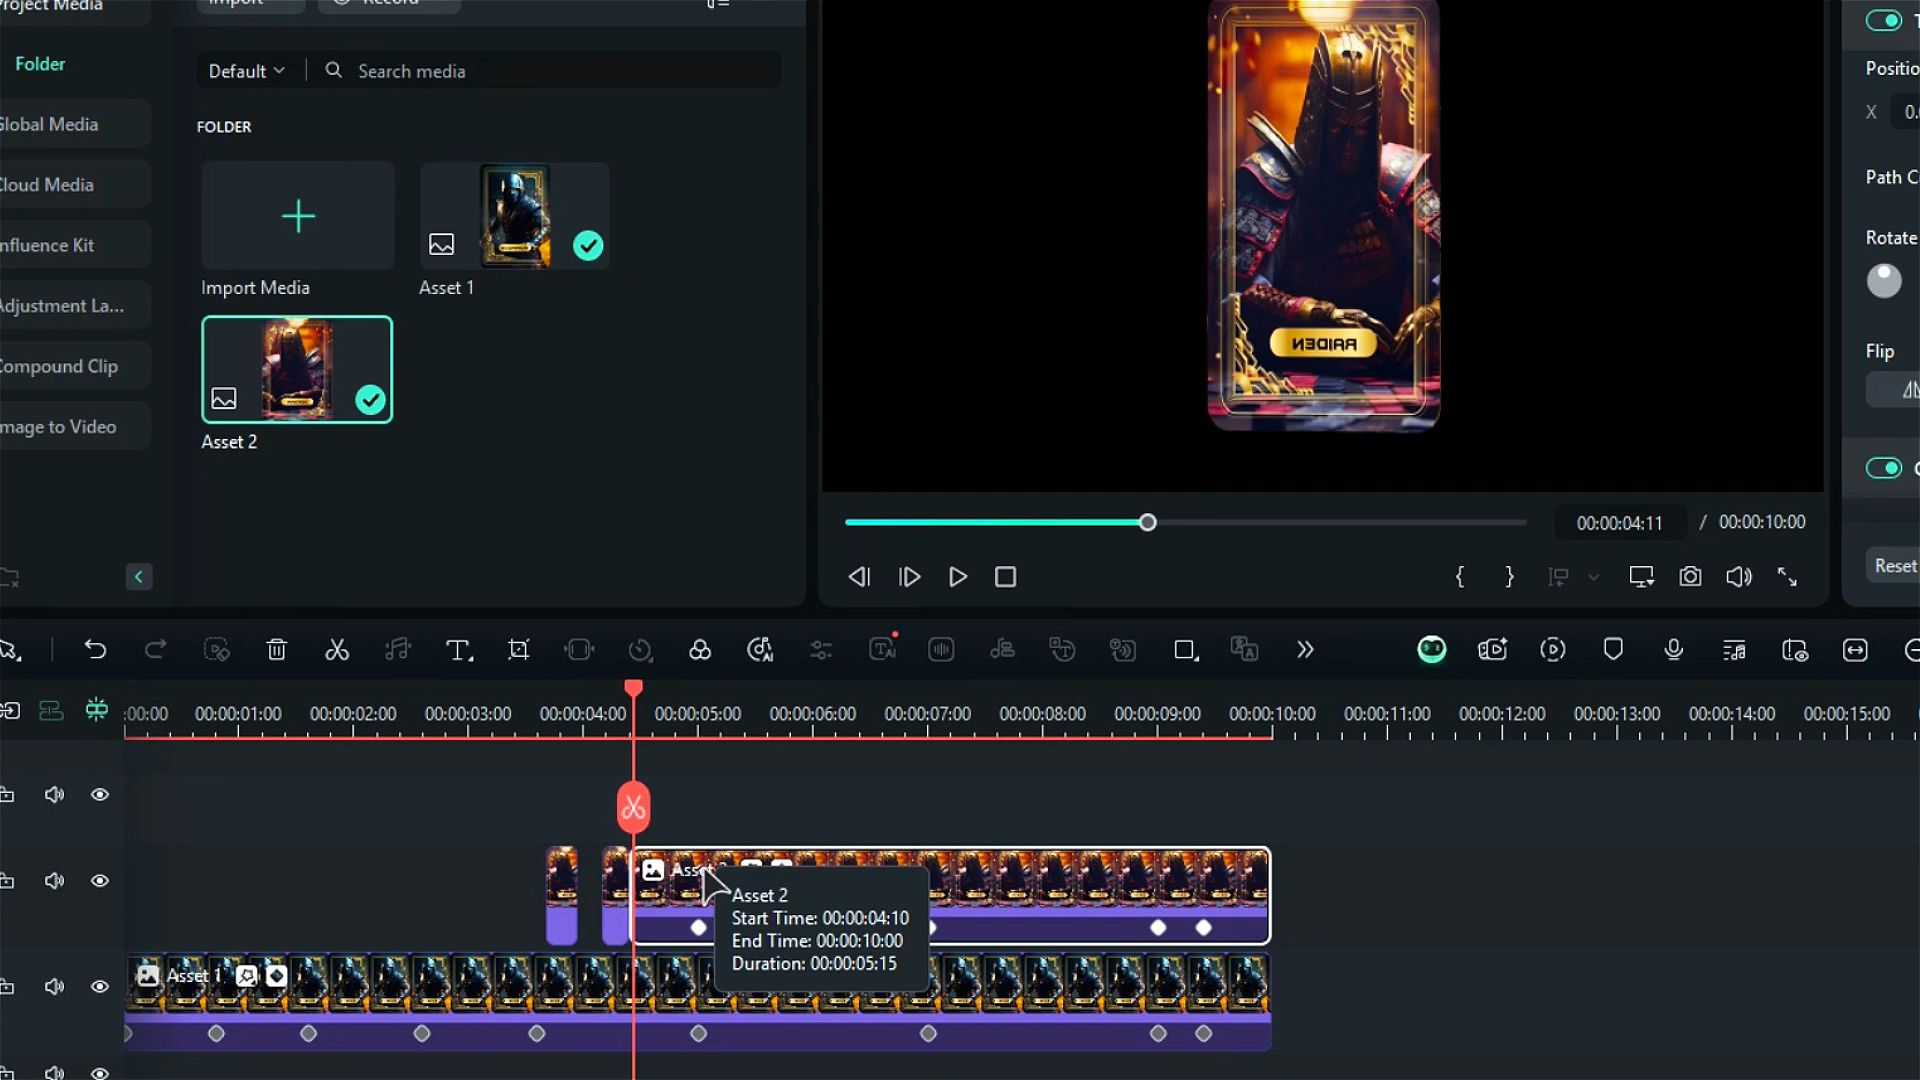 Project Media
Import
Record
Folder
Default
Search media
Global Media
FOLDER
Cloud Media
Influence Kit
Import Media
Asset 1
Adjustment La...
Compound Clip
Image to Video
Asset 2
RAIDEN
Positio
X
0.
Path C
Rotate
Flip
Reset
00:00:04:11
/
00:00:10:00
:00:00
00:00:01:00
00:00:02:00
00:00:03:00
00:00:04:00
00:00:05:00
00:00:06:00
00:00:07:00
00:00:08:00
00:00:09:00
00:00:10:00
00:00:11:00
00:00:12:00
00:00:13:00
00:00:14:00
00:00:15:00
Asset 2
Asset 2
Start Time: 00:00:04:10
End Time: 00:00:10:00
Duration: 00:00:05:15
Asset 1